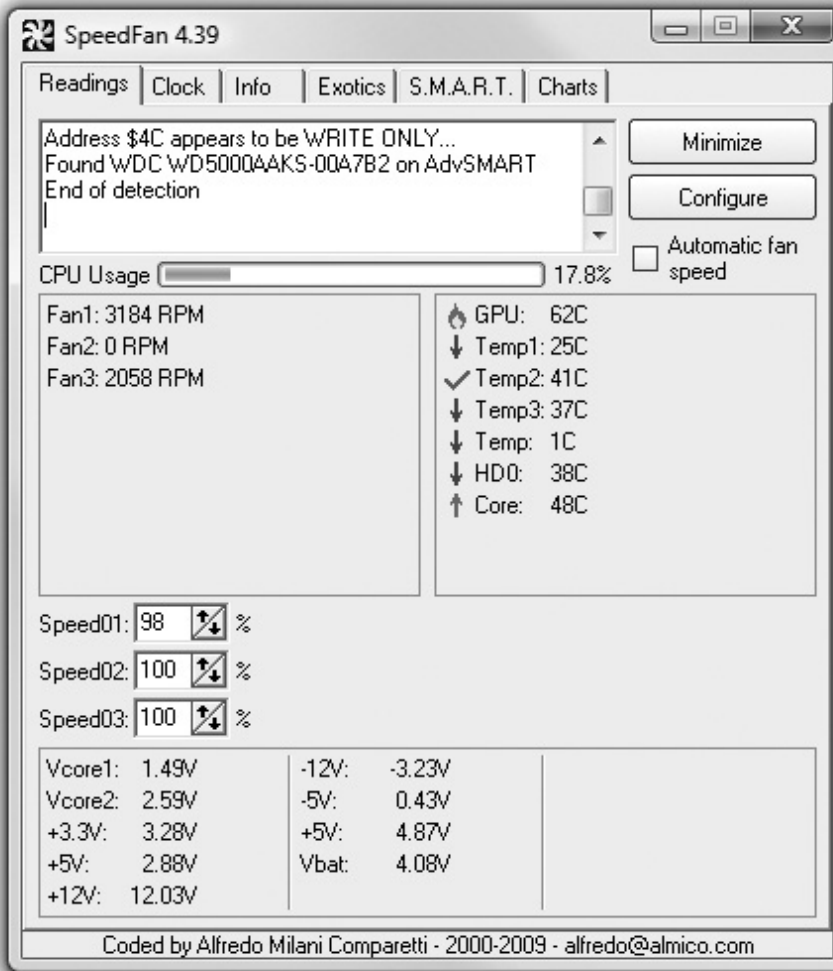 SpeedFan 4.39
Readings Clock Info Exotics S.M.A.R.T. Charts
Address $4C appears to be WRITE ONLY...
Found WDC WD5000AAKS-00A7B2 on AdvSMART
End of detection
Minimize
Configure
Automatic fan
speed
CPU Usage 17.8%
Fan1: 3184 RPM
Fan2: 0 RPM
Fan3: 2058 RPM
GPU: 62C
Temp1: 25C
Temp2: 41C
Temp3: 37C
Temp: 1C
HD0: 38C
Core: 48C
Speed01: 98 %
Speed02: 100 %
Speed03: 100 %
Vcore1: 1.49V
Vcore2: 2.59V
+3.3V: 3.28V
+5V: 2.88V
+12V: 12.03V
-12V: -3.23V
-5V: 0.43V
+5V: 4.87V
Vbat: 4.08V
Coded by Alfredo Milani Comparetti - 2000-2009 - alfredo@almico.com